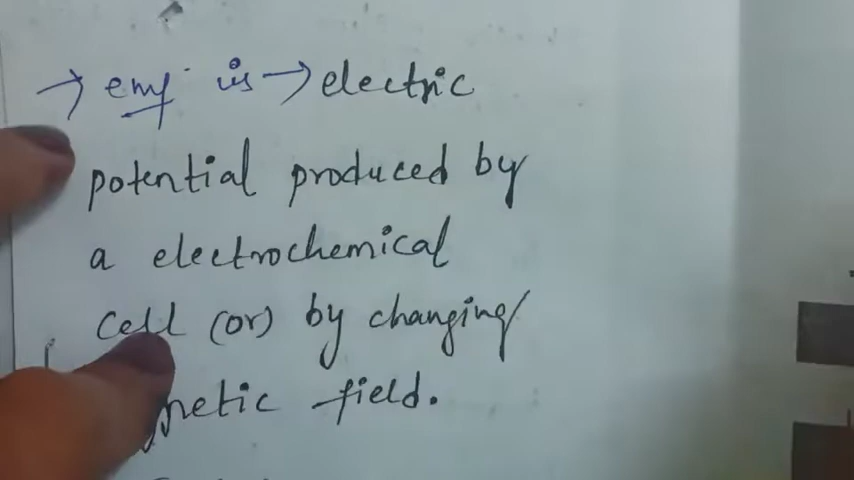 → emf is → electric
potential produced by
a electrochemical
cell (or) by changing
netic field.